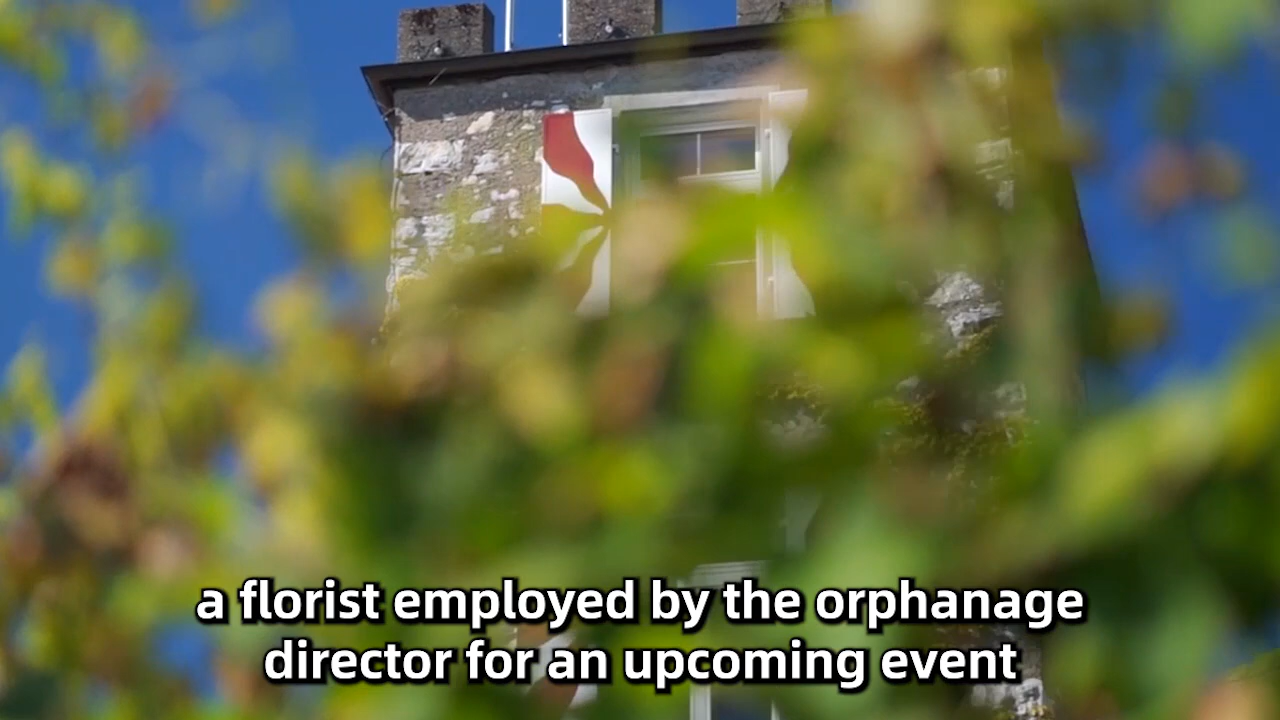 a florist employed by the orphanage
director for an upcoming event